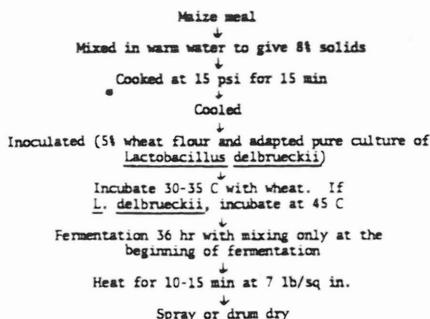 Maize meal
↓
Mixed in warm water to give 8% solids
↓
Cooked at 15 psi for 15 min
↓
Cooled
↓
Inoculated (5% wheat flour and adapted pure culture of
Lactobacillus delbrueckii)
↓
Incubate 30-35 C with wheat. If
L. delbrueckii, incubate at 45 C
↓
Fermentation 36 hr with mixing only at the
beginning of fermentation
↓
Heat for 10-15 min at 7 lb/sq in.
↓
Spray or drum dry